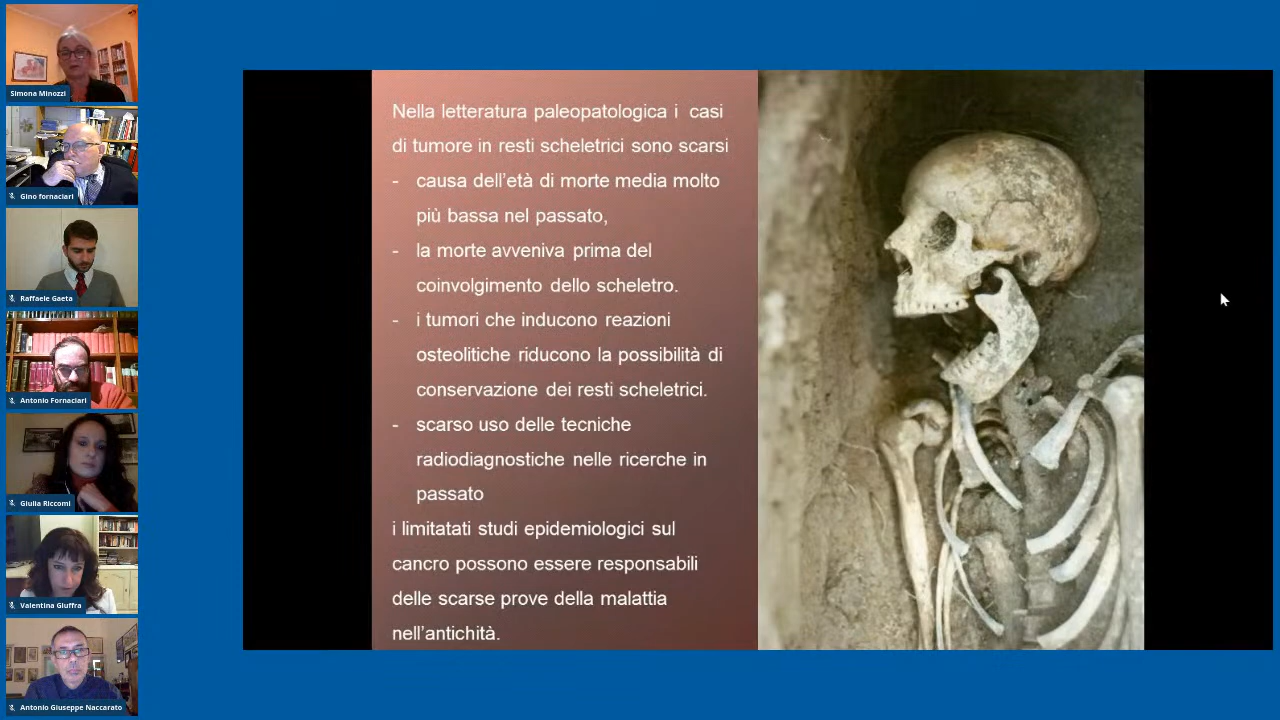 Simona Minozzi
Gino fornaciari
Raffaele Gaeta
Antonio Fornaciari
Giulia Riccomi
Valentina Giuffra
Antonio Giuseppe Naccarato
Nella letteratura paleopatologica i casi
di tumore in resti scheletrici sono scarsi
- causa dell'età di morte media molto
più bassa nel passato,
- la morte avveniva prima del
coinvolgimento dello scheletro.
- i tumori che inducono reazioni
osteolitiche riducono la possibilità di
conservazione dei resti scheletrici.
- scarso uso delle tecniche
radiodiagnostiche nelle ricerche in
passato
i limitatati studi epidemiologici sul
cancro possono essere responsabili
delle scarse prove della malattia
nell'antichità.